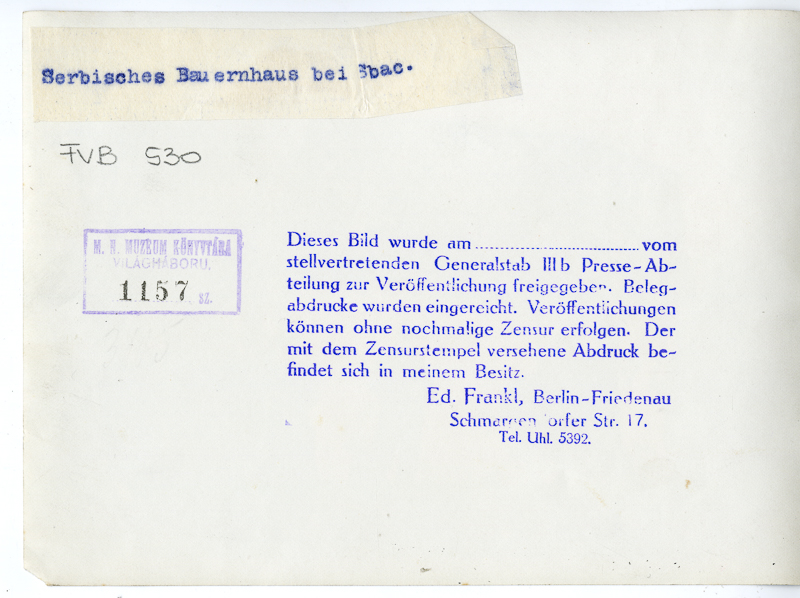 Serbisches Bauernhaus bei Sbac.
FVB 530
M. N. MUZEUM KÖNYVTÁRA
VILÁGHÁBORU.
1157 sz.
Dieses Bild wurde am ........................ vom
stellvertretenden Generalstab III b Presse-Ab-
teilung zur Veröffentlichung freigegeben. Beleg-
abdrucke wurden eingereicht. Veröffentlichungen
können ohne nochmalige Zensur erfolgen. Der
mit dem Zensurstempel versehene Abdruck be-
findet sich in meinem Besitz.
Ed. Frankl, Berlin-Friedenau
Schmargendorfer Str. 17.
Tel. Uhl. 5392.